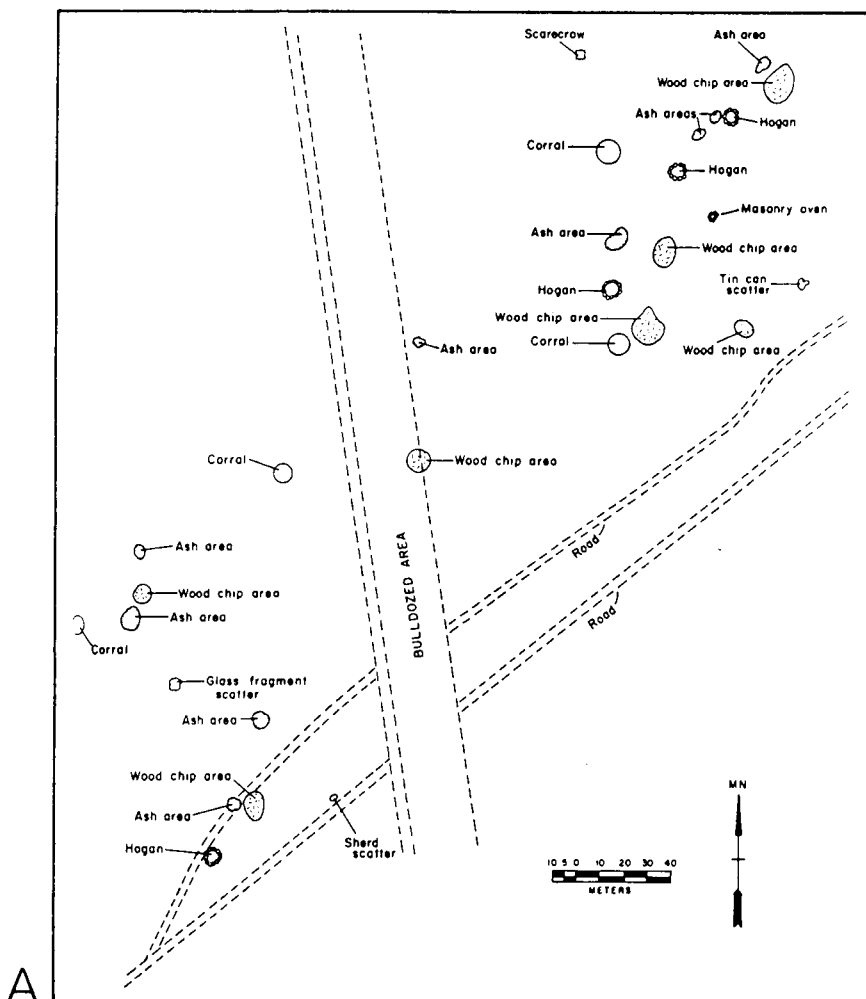 Scarecrow
Ash area
Wood chip area
Ash areas
Hogan
Corral
Hogan
Masonry oven
Ash area
Wood chip area
Tin can
scatter
Hogan
Wood chip area
Corral
Wood chip area
Ash area
Corral
Wood chip area
BULLDOZED AREA
Road
Road
Ash area
Wood chip area
Ash area
Corral
Glass fragment
scatter
Ash area
Wood chip area
Ash area
Hogan
Sherd
scatter
MN
10 5 0 10 20 30 40
METERS
A